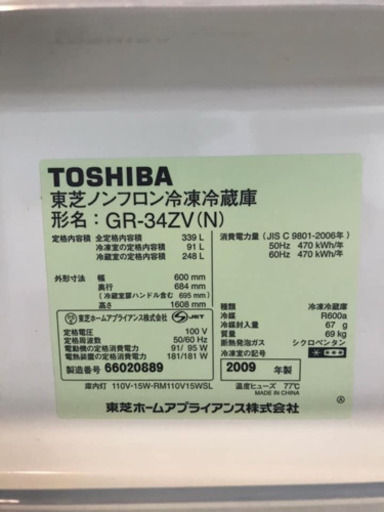 TOSHIBA
東芝ノンフロン冷凍冷蔵庫
形名：GR-34ZV(N)
定格内容積 全定格内容積 339 L
冷凍室の定格内容積 91 L
冷蔵室の定格内容積 248 L
外形寸法 幅 600 mm
奥行 684 mm
(冷蔵室扉ハンドル含む 695 mm)
高さ 1608 mm
東芝ホームアプライアンス株式会社 S-JET
定格電圧 100 V
定格周波数 50/60 Hz
電動機の定格消費電力 91/ 95 W
電熱装置の定格消費電力 181/181 W
製造番号 66020889
消費電力量 (JIS C 9801-2006年)
50Hz 470 kWh/年
60Hz 470 kWh/年
種類 冷凍冷蔵庫
冷媒 R600a
冷媒封入量 67 g
質量 69 kg
断熱発泡ガス シクロペンタン
冷凍室の記号 ＊＊＊＊
2009 年製
庫内灯 110V-15W-RM110V15WSL
温度ヒューズ 77℃
MADE IN CHINA
東芝ホームアプライアンス株式会社
Ⓐ